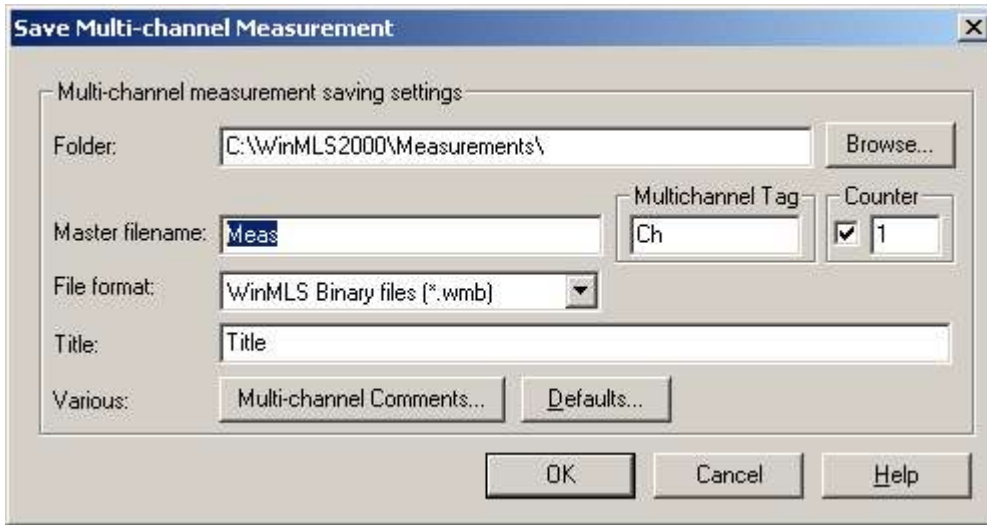 Save Multi-channel Measurement
Multi-channel measurement saving settings
Folder: C:\WinMLS2000\Measurements\ Browse...
Multichannel Tag Counter
Master filename: Meas Ch 1
File format: WinMLS Binary files (*.wmb)
Title: Title
Various: Multi-channel Comments... Defaults...
OK Cancel Help